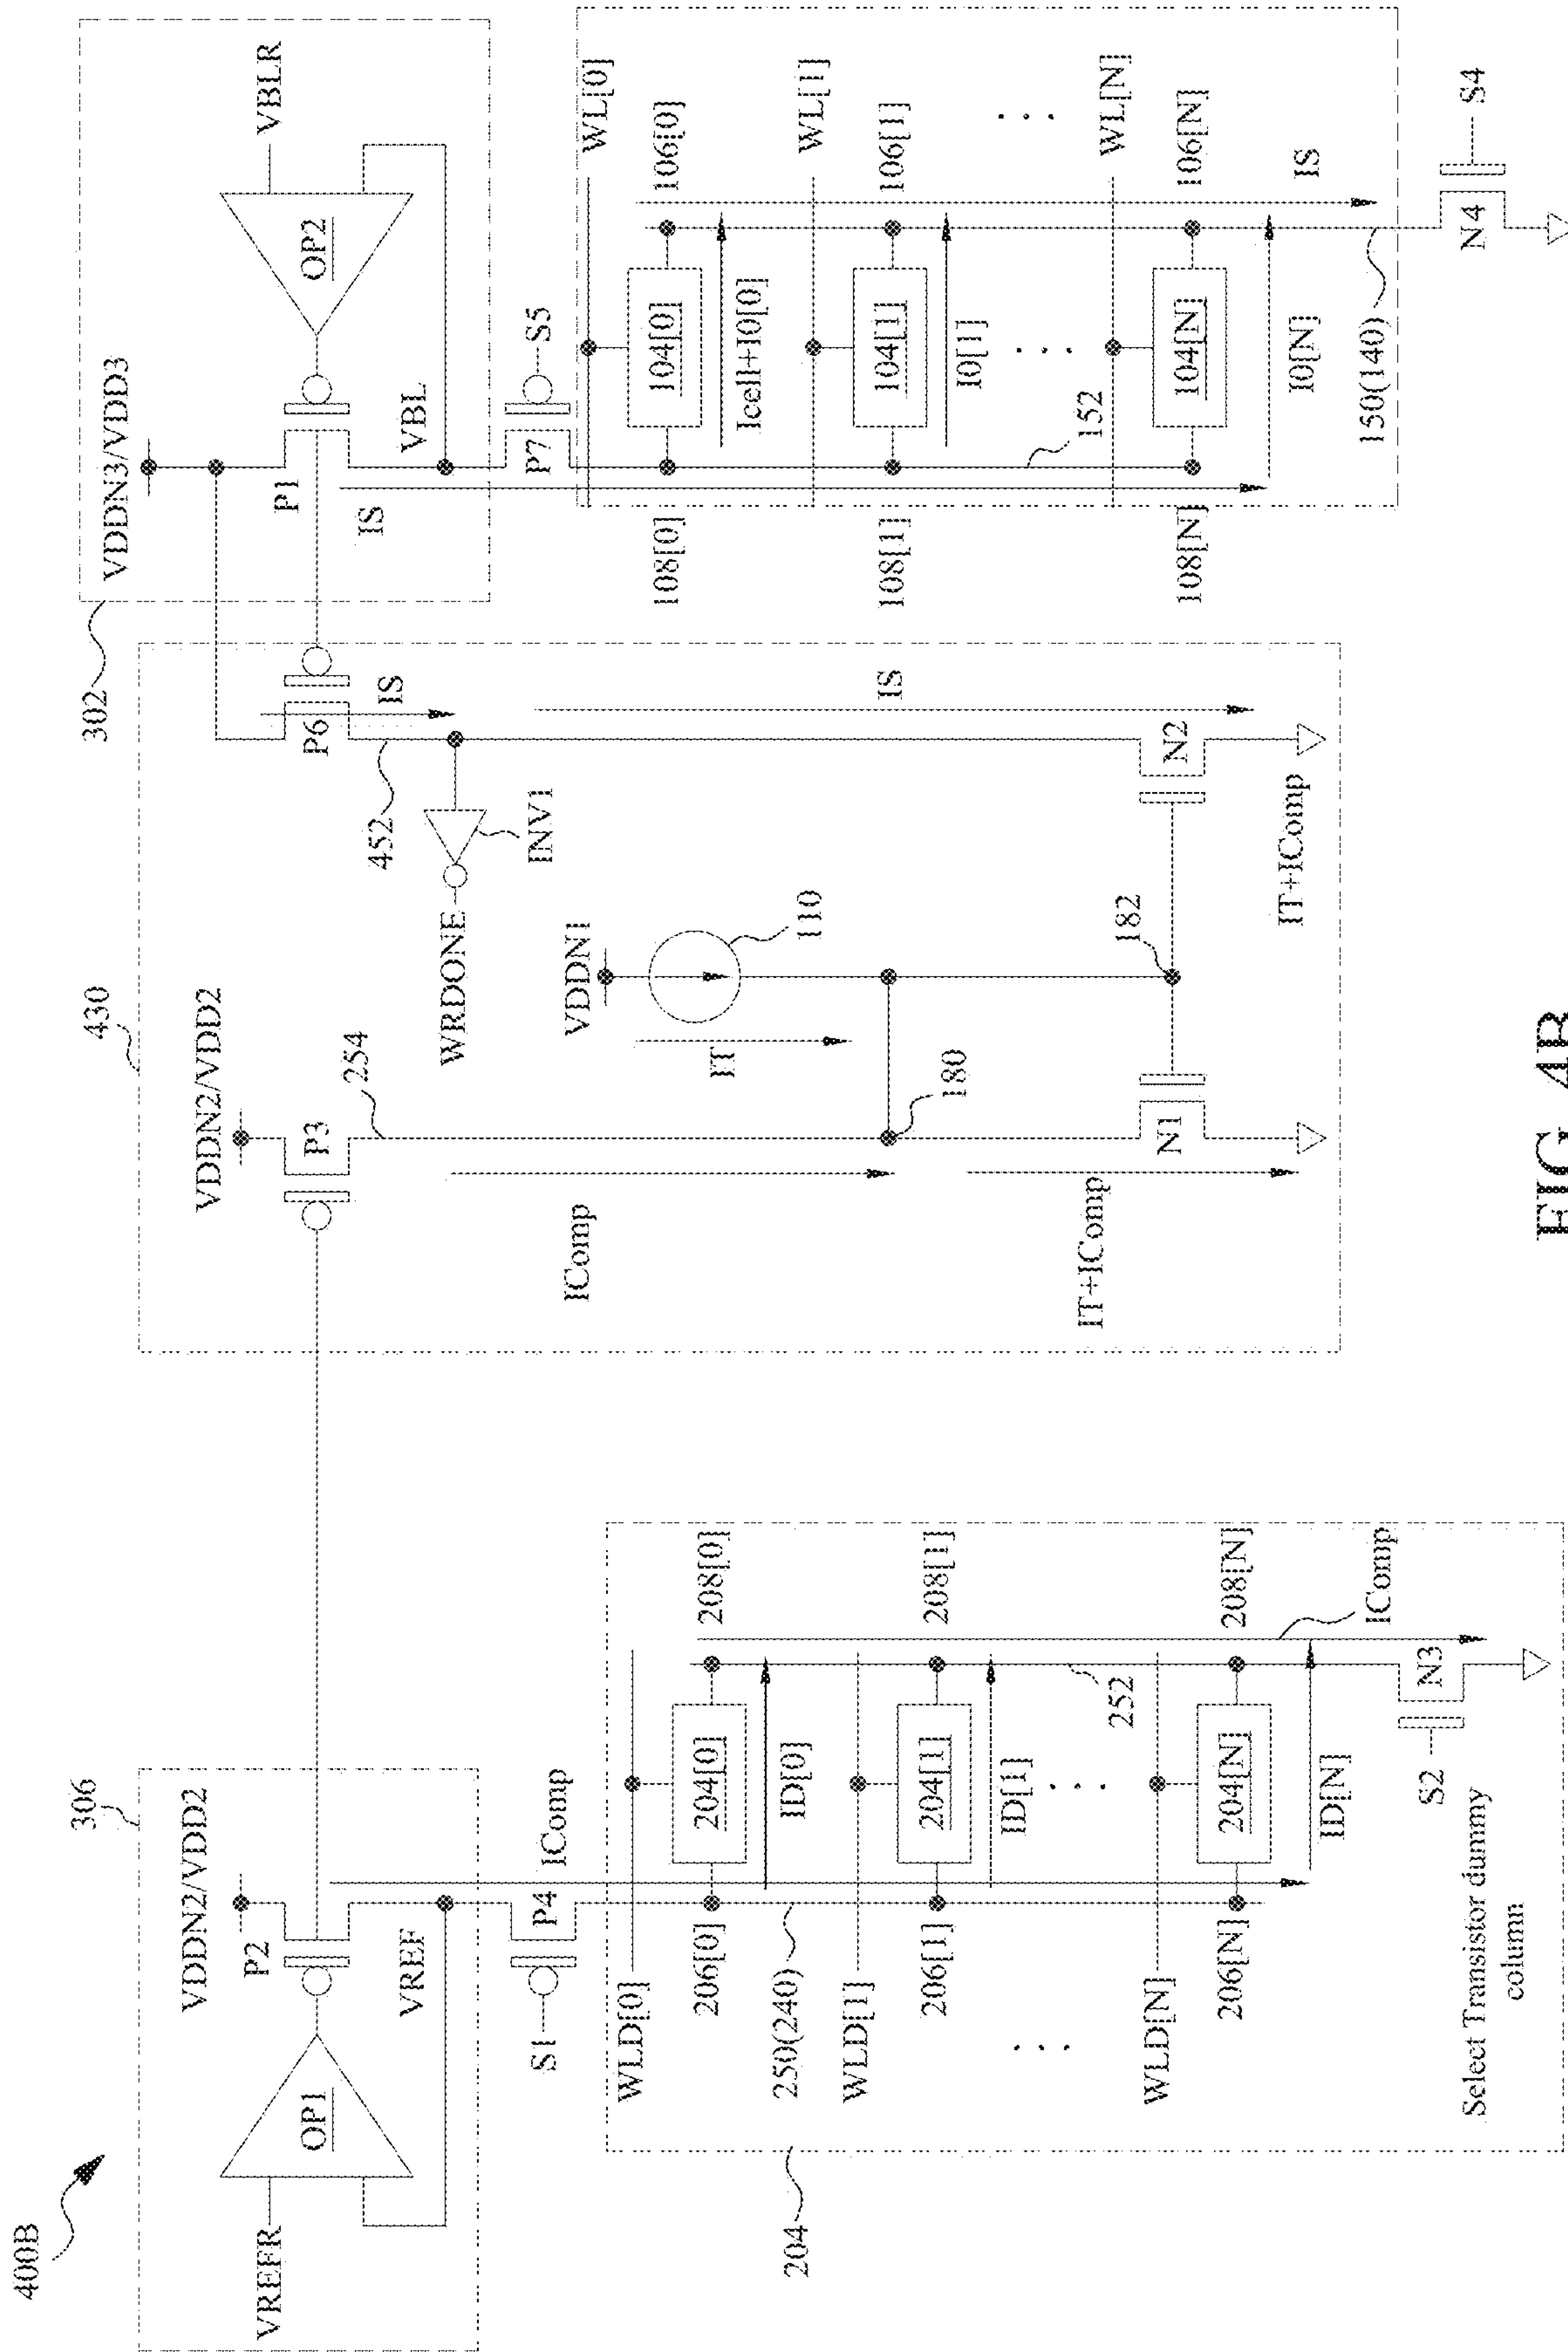 400B
306
VREFR
OP1
VDDN2/VDD2
P2
VREF
S1
P4
IComp
204
WLD[0]
206[0]
204[0]
208[0]
ID[0]
250(240)
WLD[1]
206[1]
204[1]
208[1]
ID[1]
252
WLD[N]
206[N]
204[N]
208[N]
ID[N]
IComp
S2
N3
Select Transistor dummy
column
430
VDDN2/VDD2
P3
254
IComp
IT+IComp
N1
180
IT
VDDN1
110
182
WRDONE
INV1
452
P6
IS
IS
N2
IT+IComp
302
VDDN3/VDD3
P1
IS
VBL
OP2
VBLR
P7
S5
WL[0]
108[0]
104[0]
106[0]
Icell+I0[0]
WL[1]
108[1]
104[1]
106[1]
I0[1]
152
WL[N]
108[N]
104[N]
106[N]
I0[N]
IS
150(140)
N4
S4
FIG. 4B